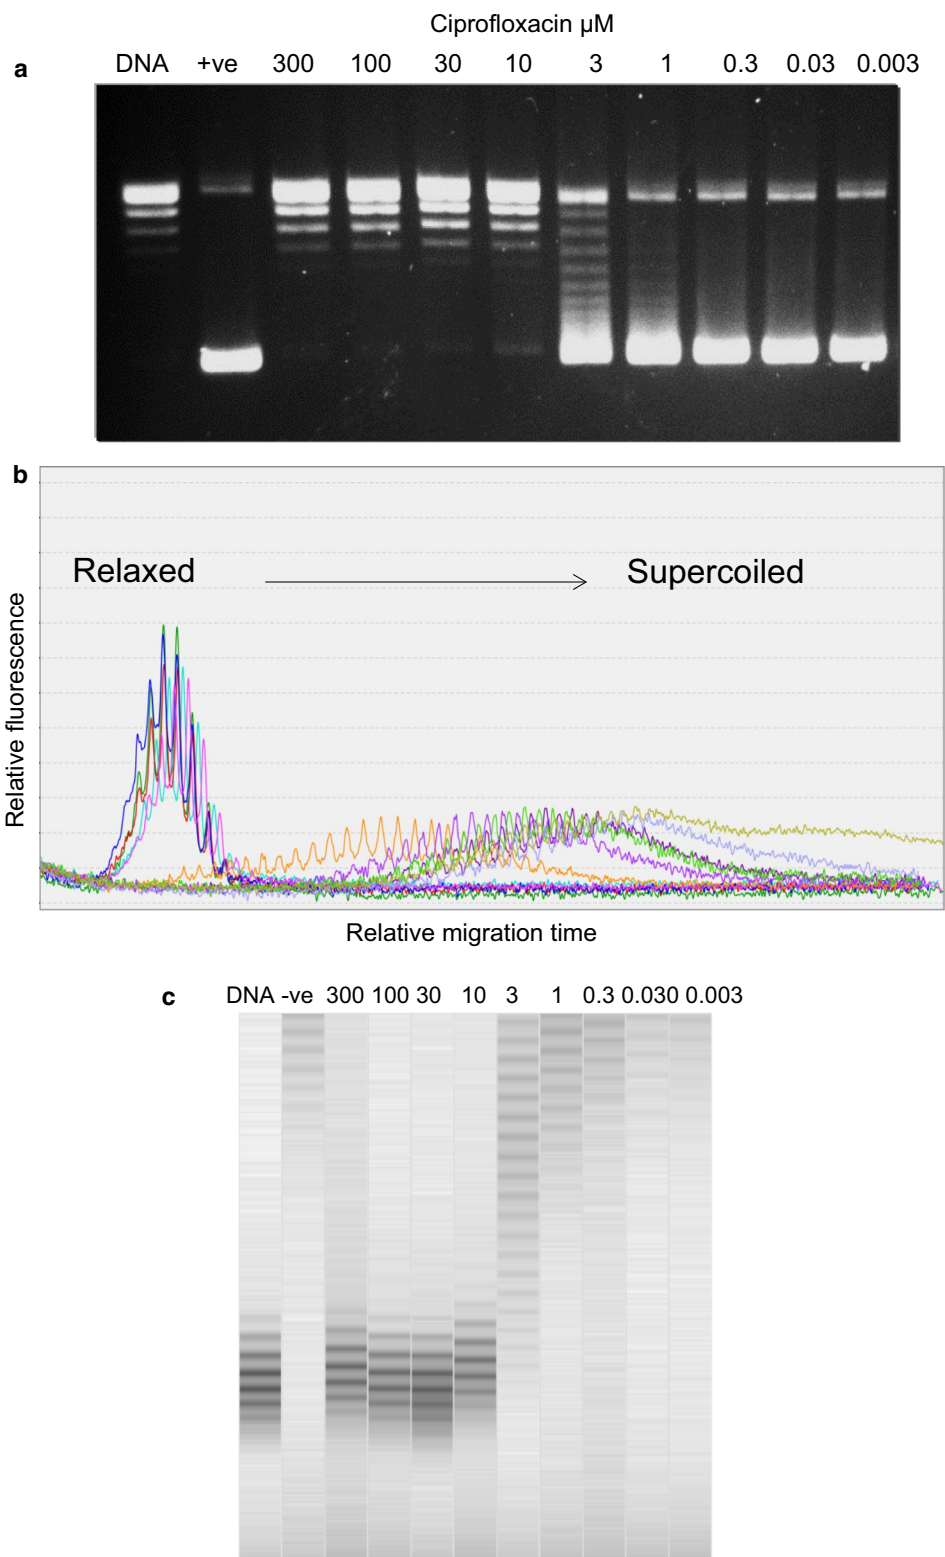 Ciprofloxacin µM
a DNA +ve 300 100 30 10 3 1 0.3 0.03 0.003
b
Relaxed Supercoiled
Relative fluorescence
Relative migration time
c DNA -ve 300 100 30 10 3 1 0.3 0.030 0.003